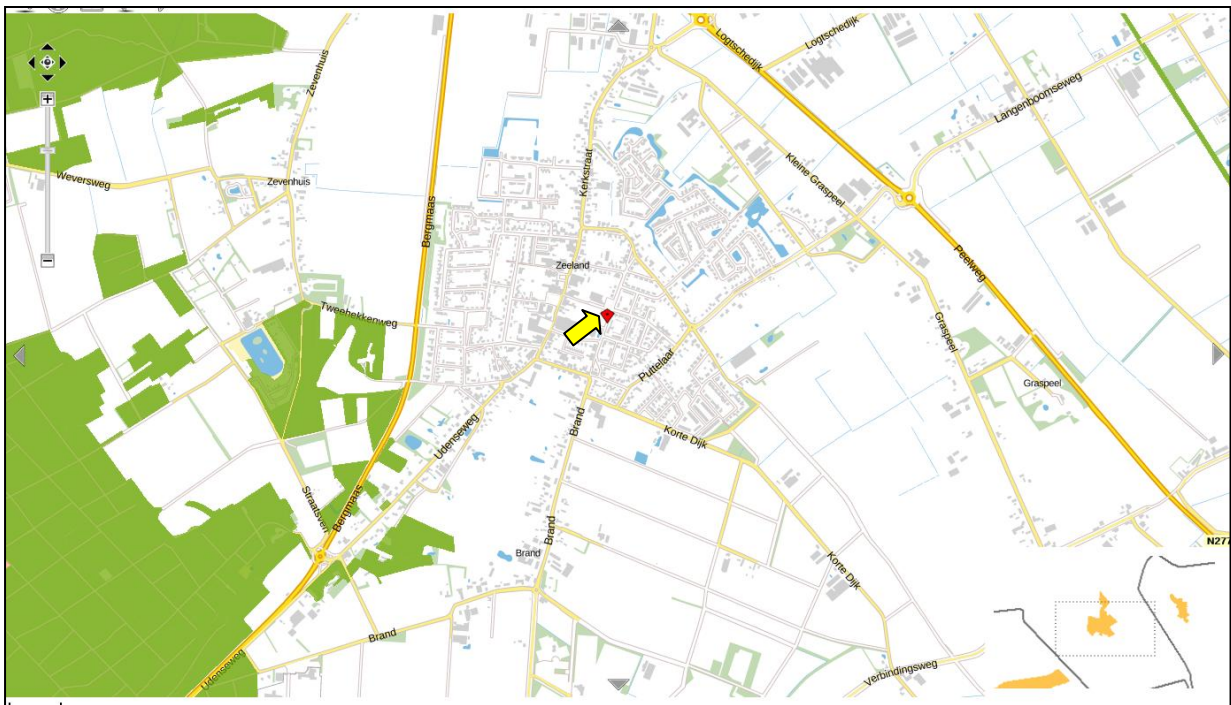 Logtschedijk
Logtschedijk
Zevenhuis
Langenboomseweg
Kerkstraat
Kleine Graspeel
Weversweg
Zevenhuis
Bergmaas
Zeeland
Peelweg
Tweehekkenweg
Graspeel
Puttelaar
Graspeel
Udenseweg
Brand
Korte Dijk
Straatsven
Bergmaas
Brand
N277
Brand
Korte Dijk
Brand
Verbindingsweg
Udenseweg